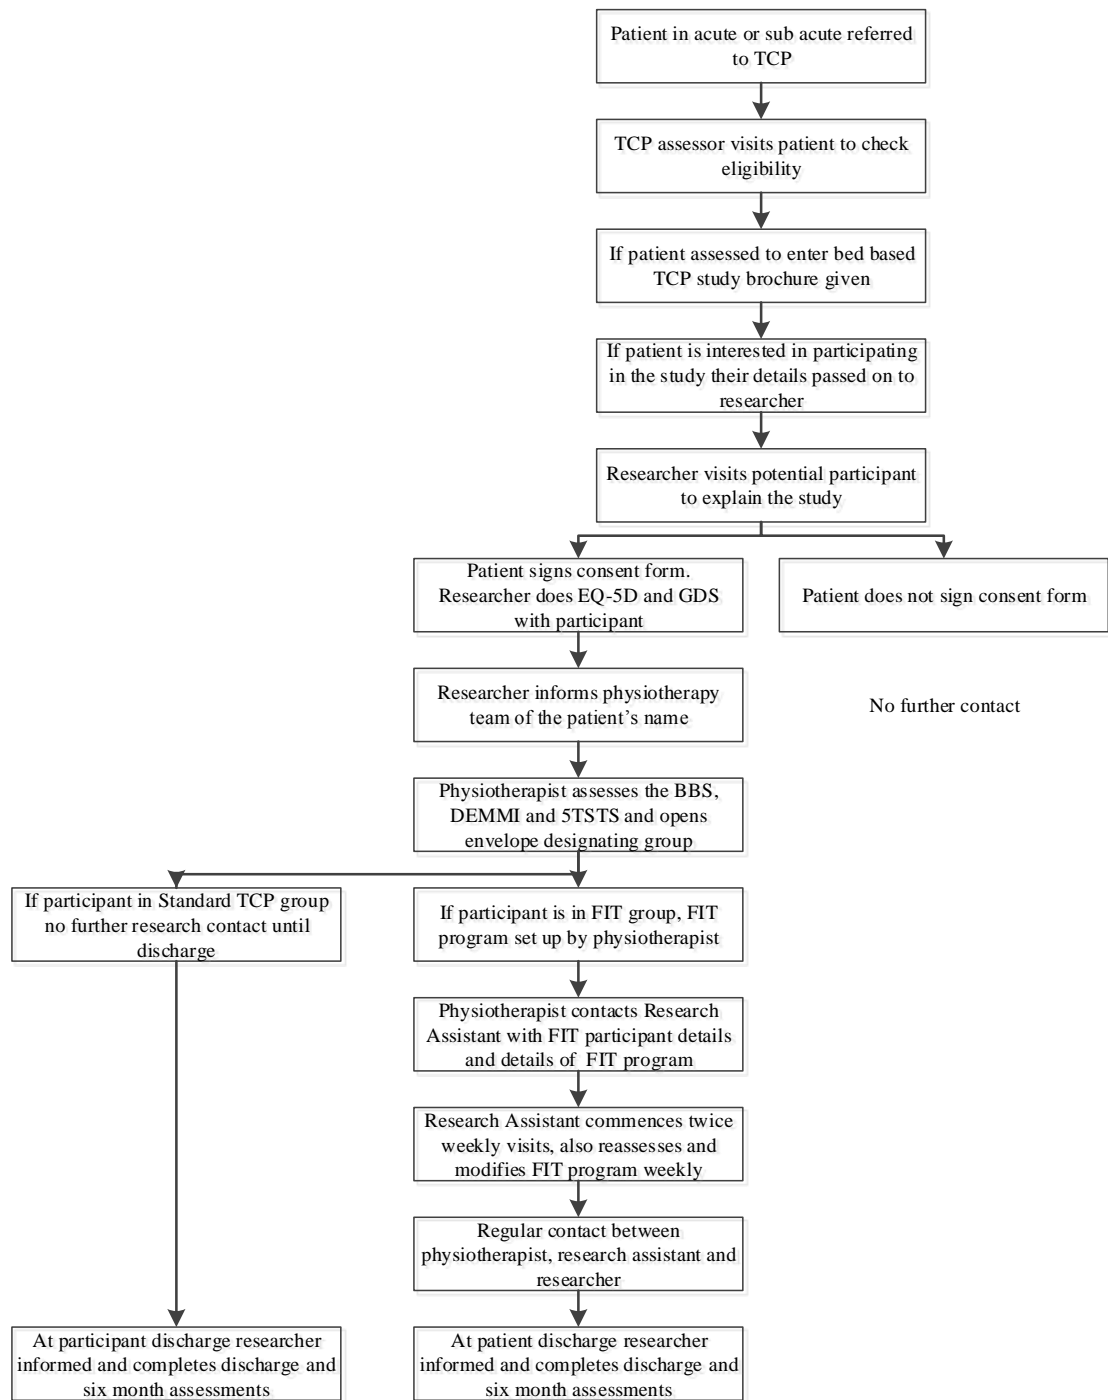 Patient in acute or sub acute referred
to TCP
TCP assessor visits patient to check
eligibility
If patient assessed to enter bed based
TCP study brochure given
If patient is interested in participating
in the study their details passed on to
researcher
Researcher visits potential participant
to explain the study
Patient signs consent form.
Researcher does EQ-5D and GDS
with participant
Patient does not sign consent form
Researcher informs physiotherapy
team of the patient’s name
No further contact
Physiotherapist assesses the BBS,
DEMMI and 5TSTS and opens
envelope designating group
If participant in Standard TCP group
no further research contact until
discharge
If participant is in FIT group, FIT
program set up by physiotherapist
Physiotherapist contacts Research
Assistant with FIT participant details
and details of  FIT program
Research Assistant commences twice
weekly visits, also reassesses and
modifies FIT program weekly
Regular contact between
physiotherapist, research assistant and
researcher
At participant discharge researcher
informed and completes discharge and
six month assessments
At patient discharge researcher
informed and completes discharge and
six month assessments